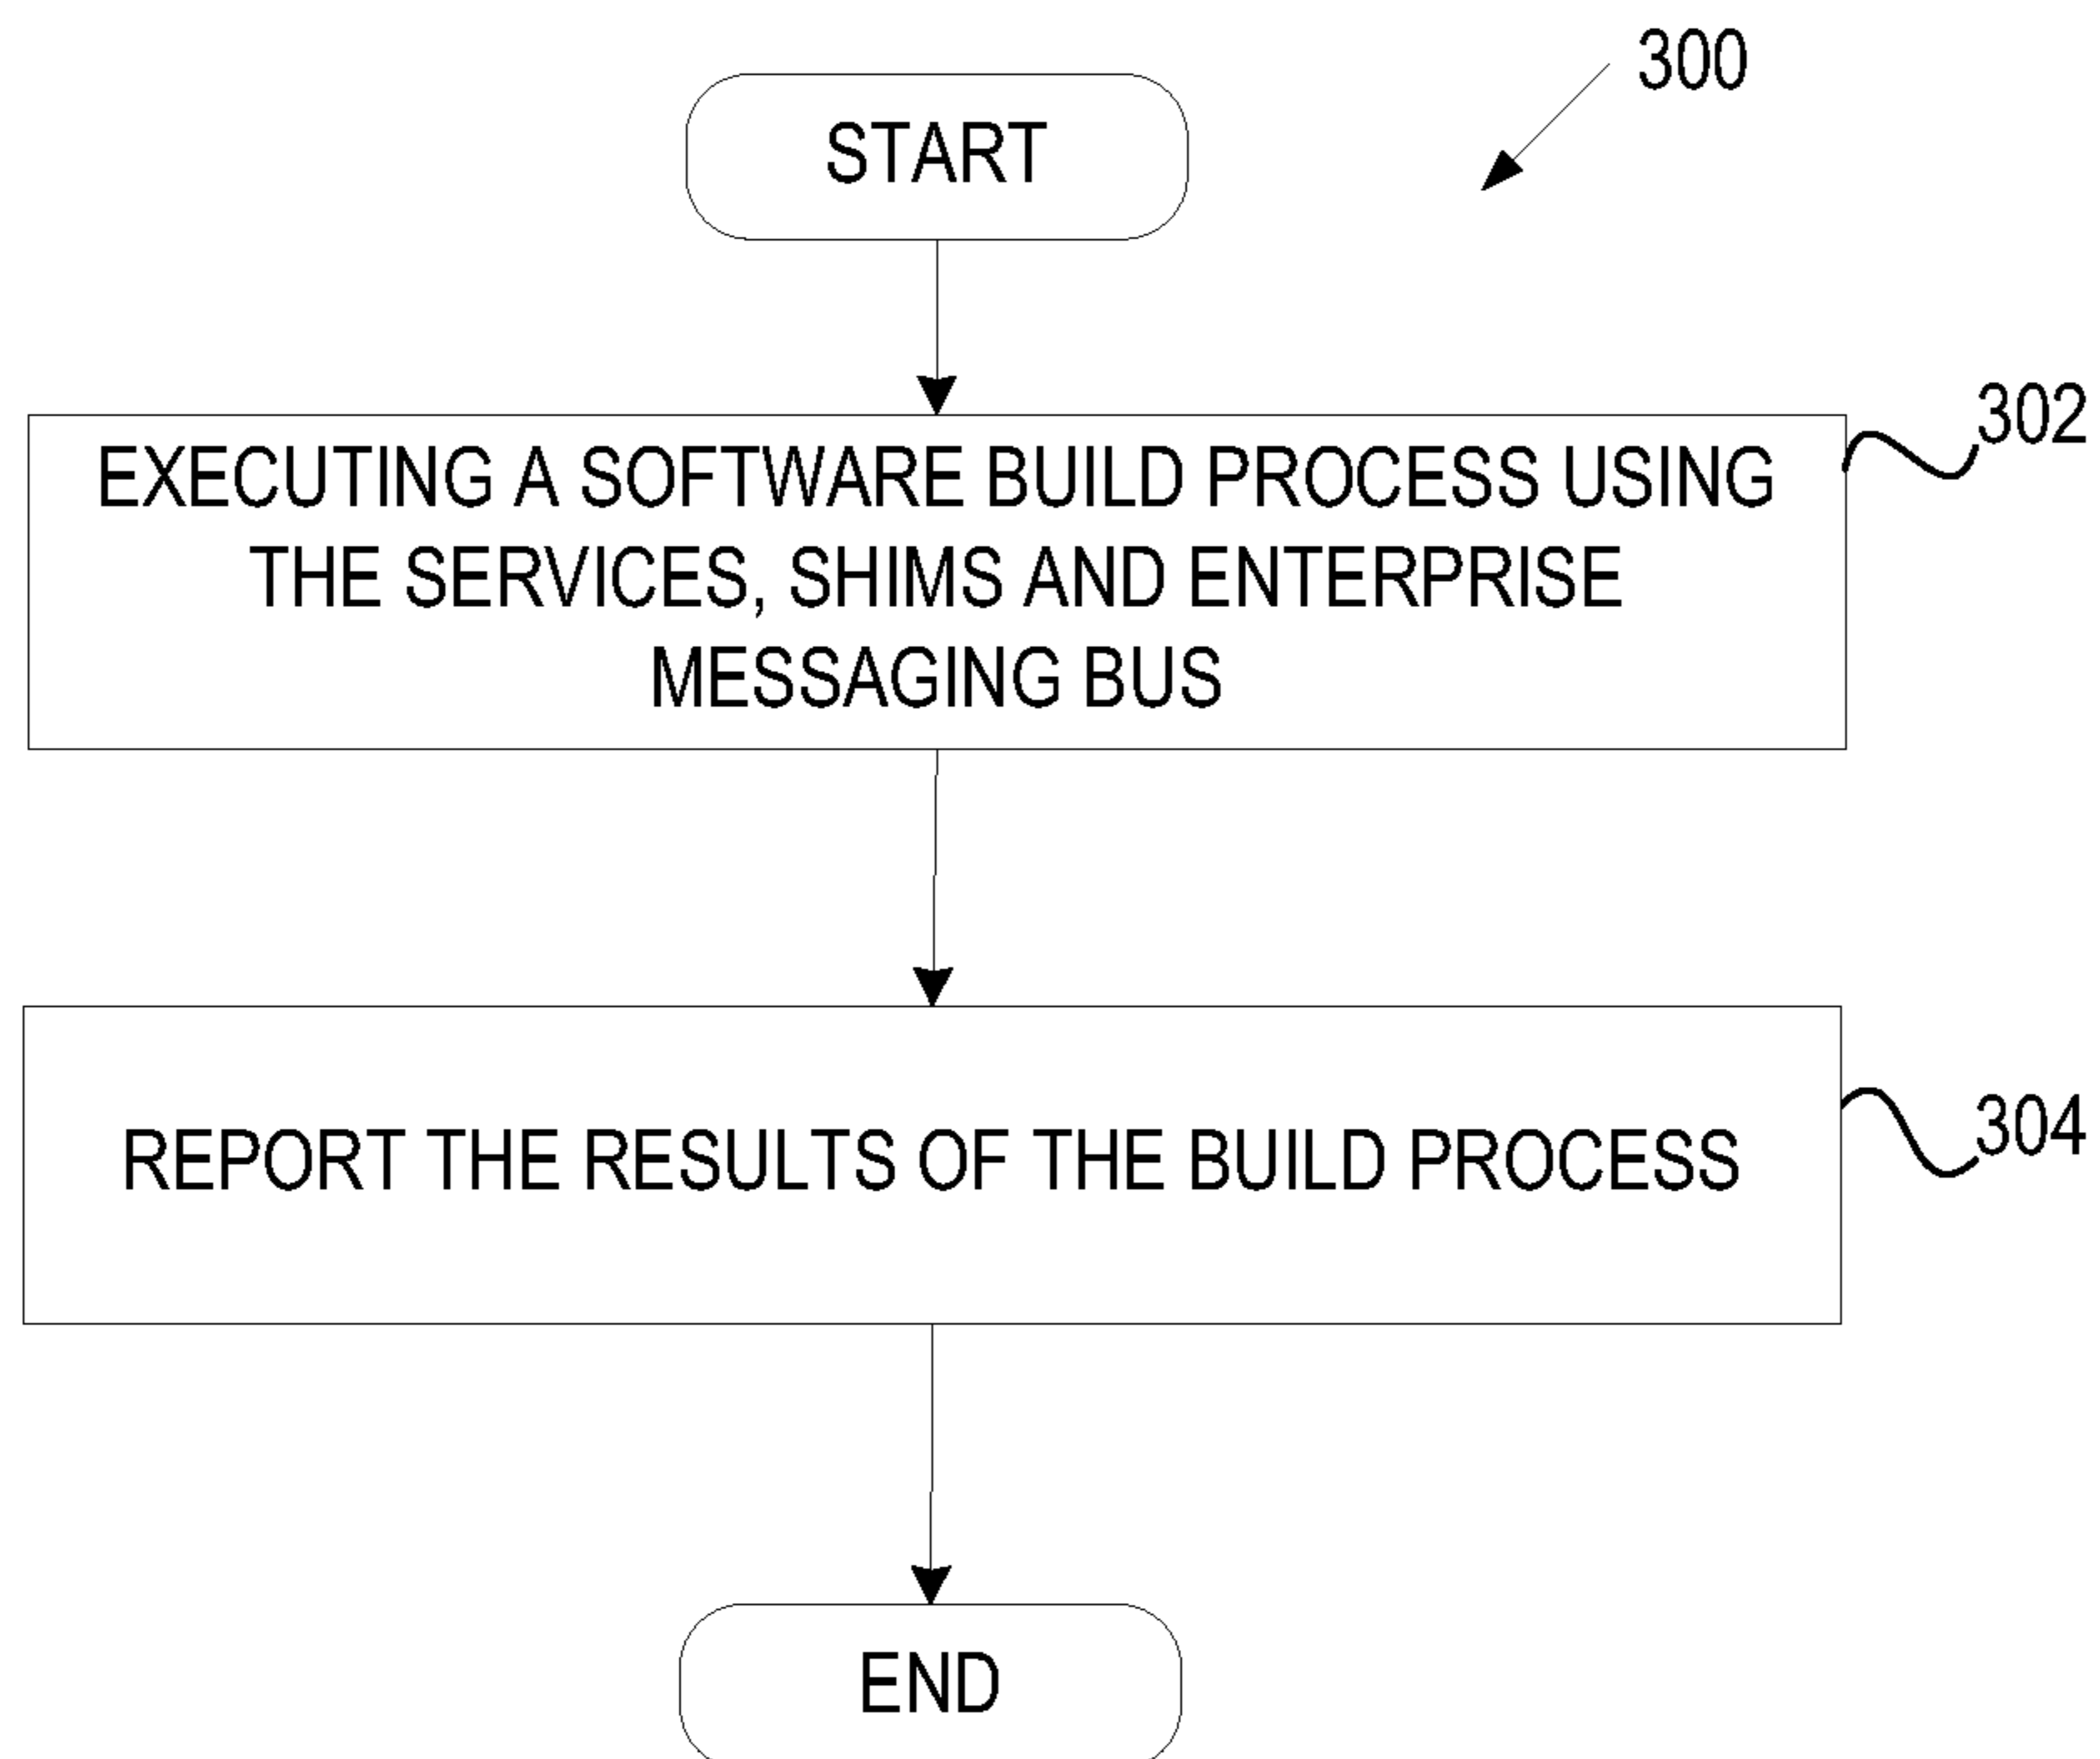 300
START
302
EXECUTING A SOFTWARE BUILD PROCESS USING
THE SERVICES, SHIMS AND ENTERPRISE
MESSAGING BUS
304
REPORT THE RESULTS OF THE BUILD PROCESS
END